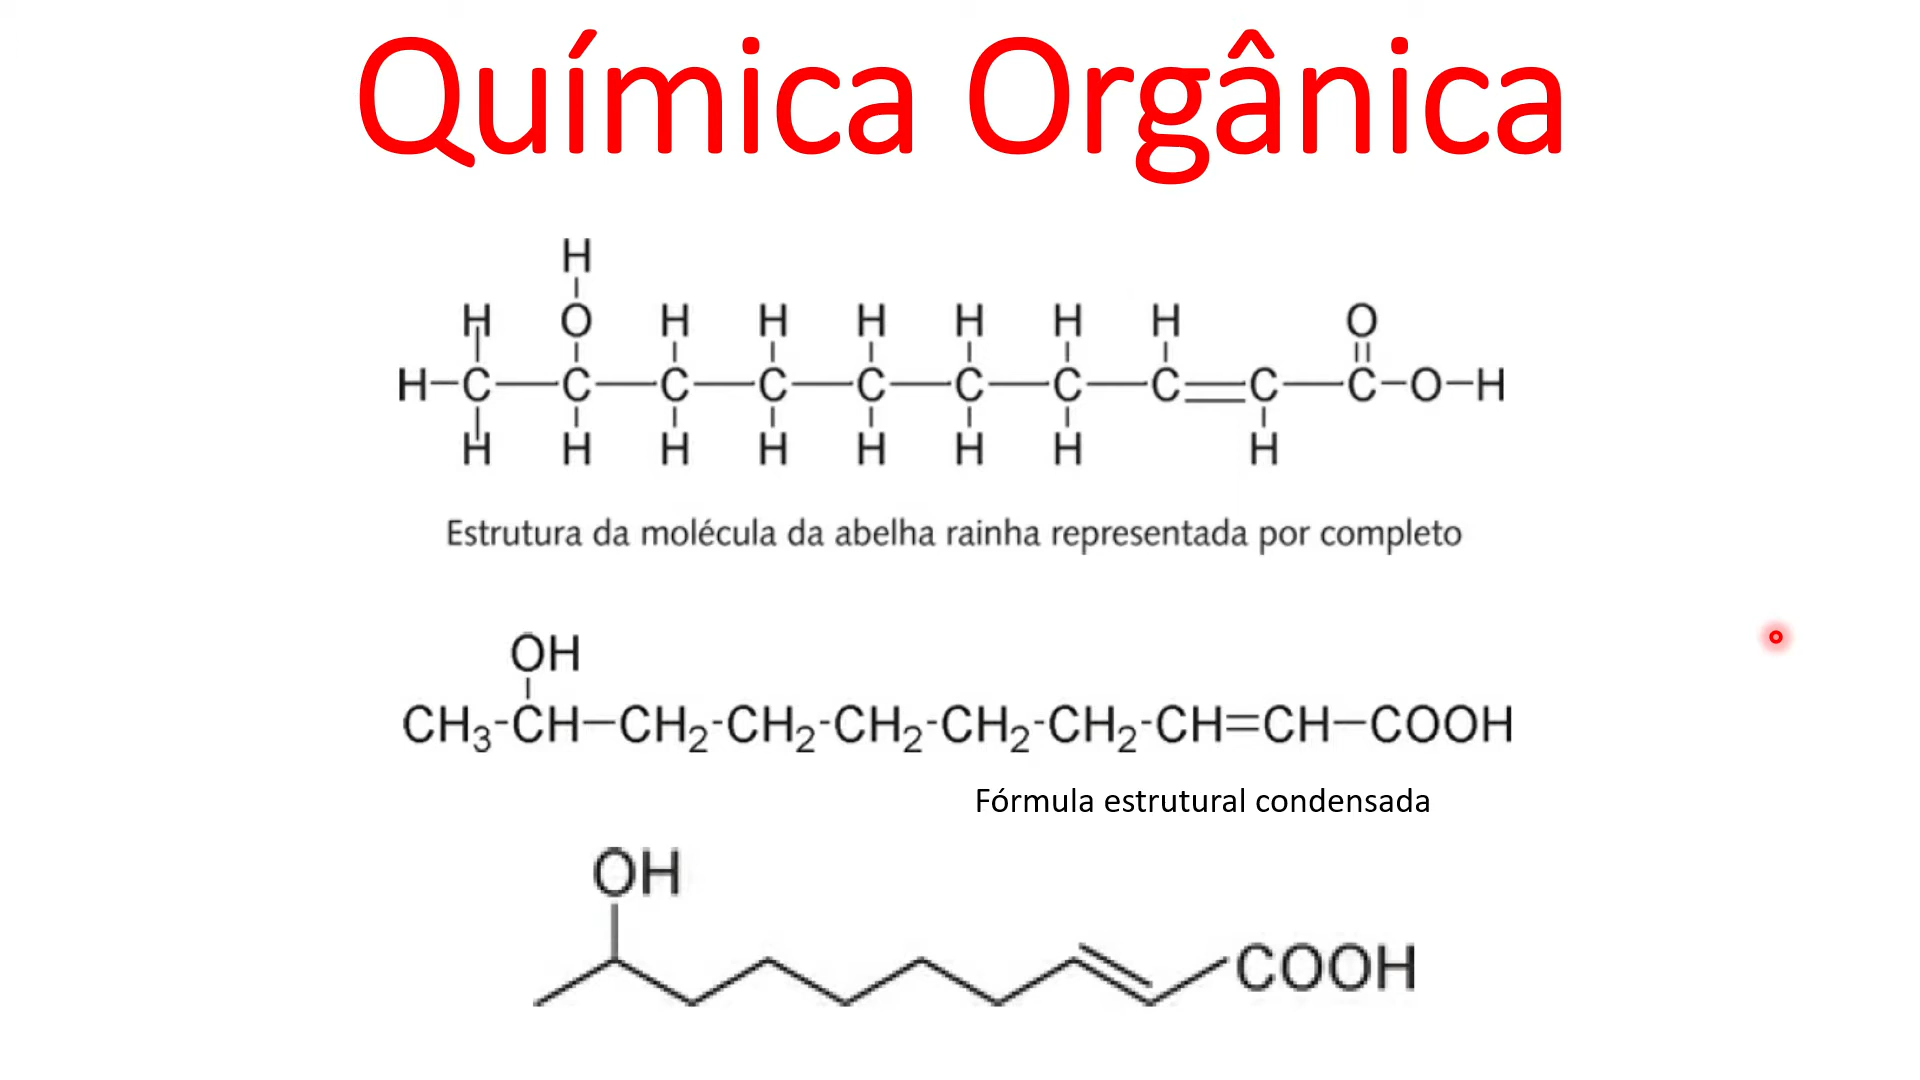 Química Orgânica
H
H O H H H H H H O
H-C-C-C-C-C-C-C-C=C-C-O-H
H H H H H H H H
Estrutura da molécula da abelha rainha representada por completo
OH
CH₃-CH-CH₂-CH₂-CH₂-CH₂-CH₂-CH=CH-COOH
Fórmula estrutural condensada
OH
COOH